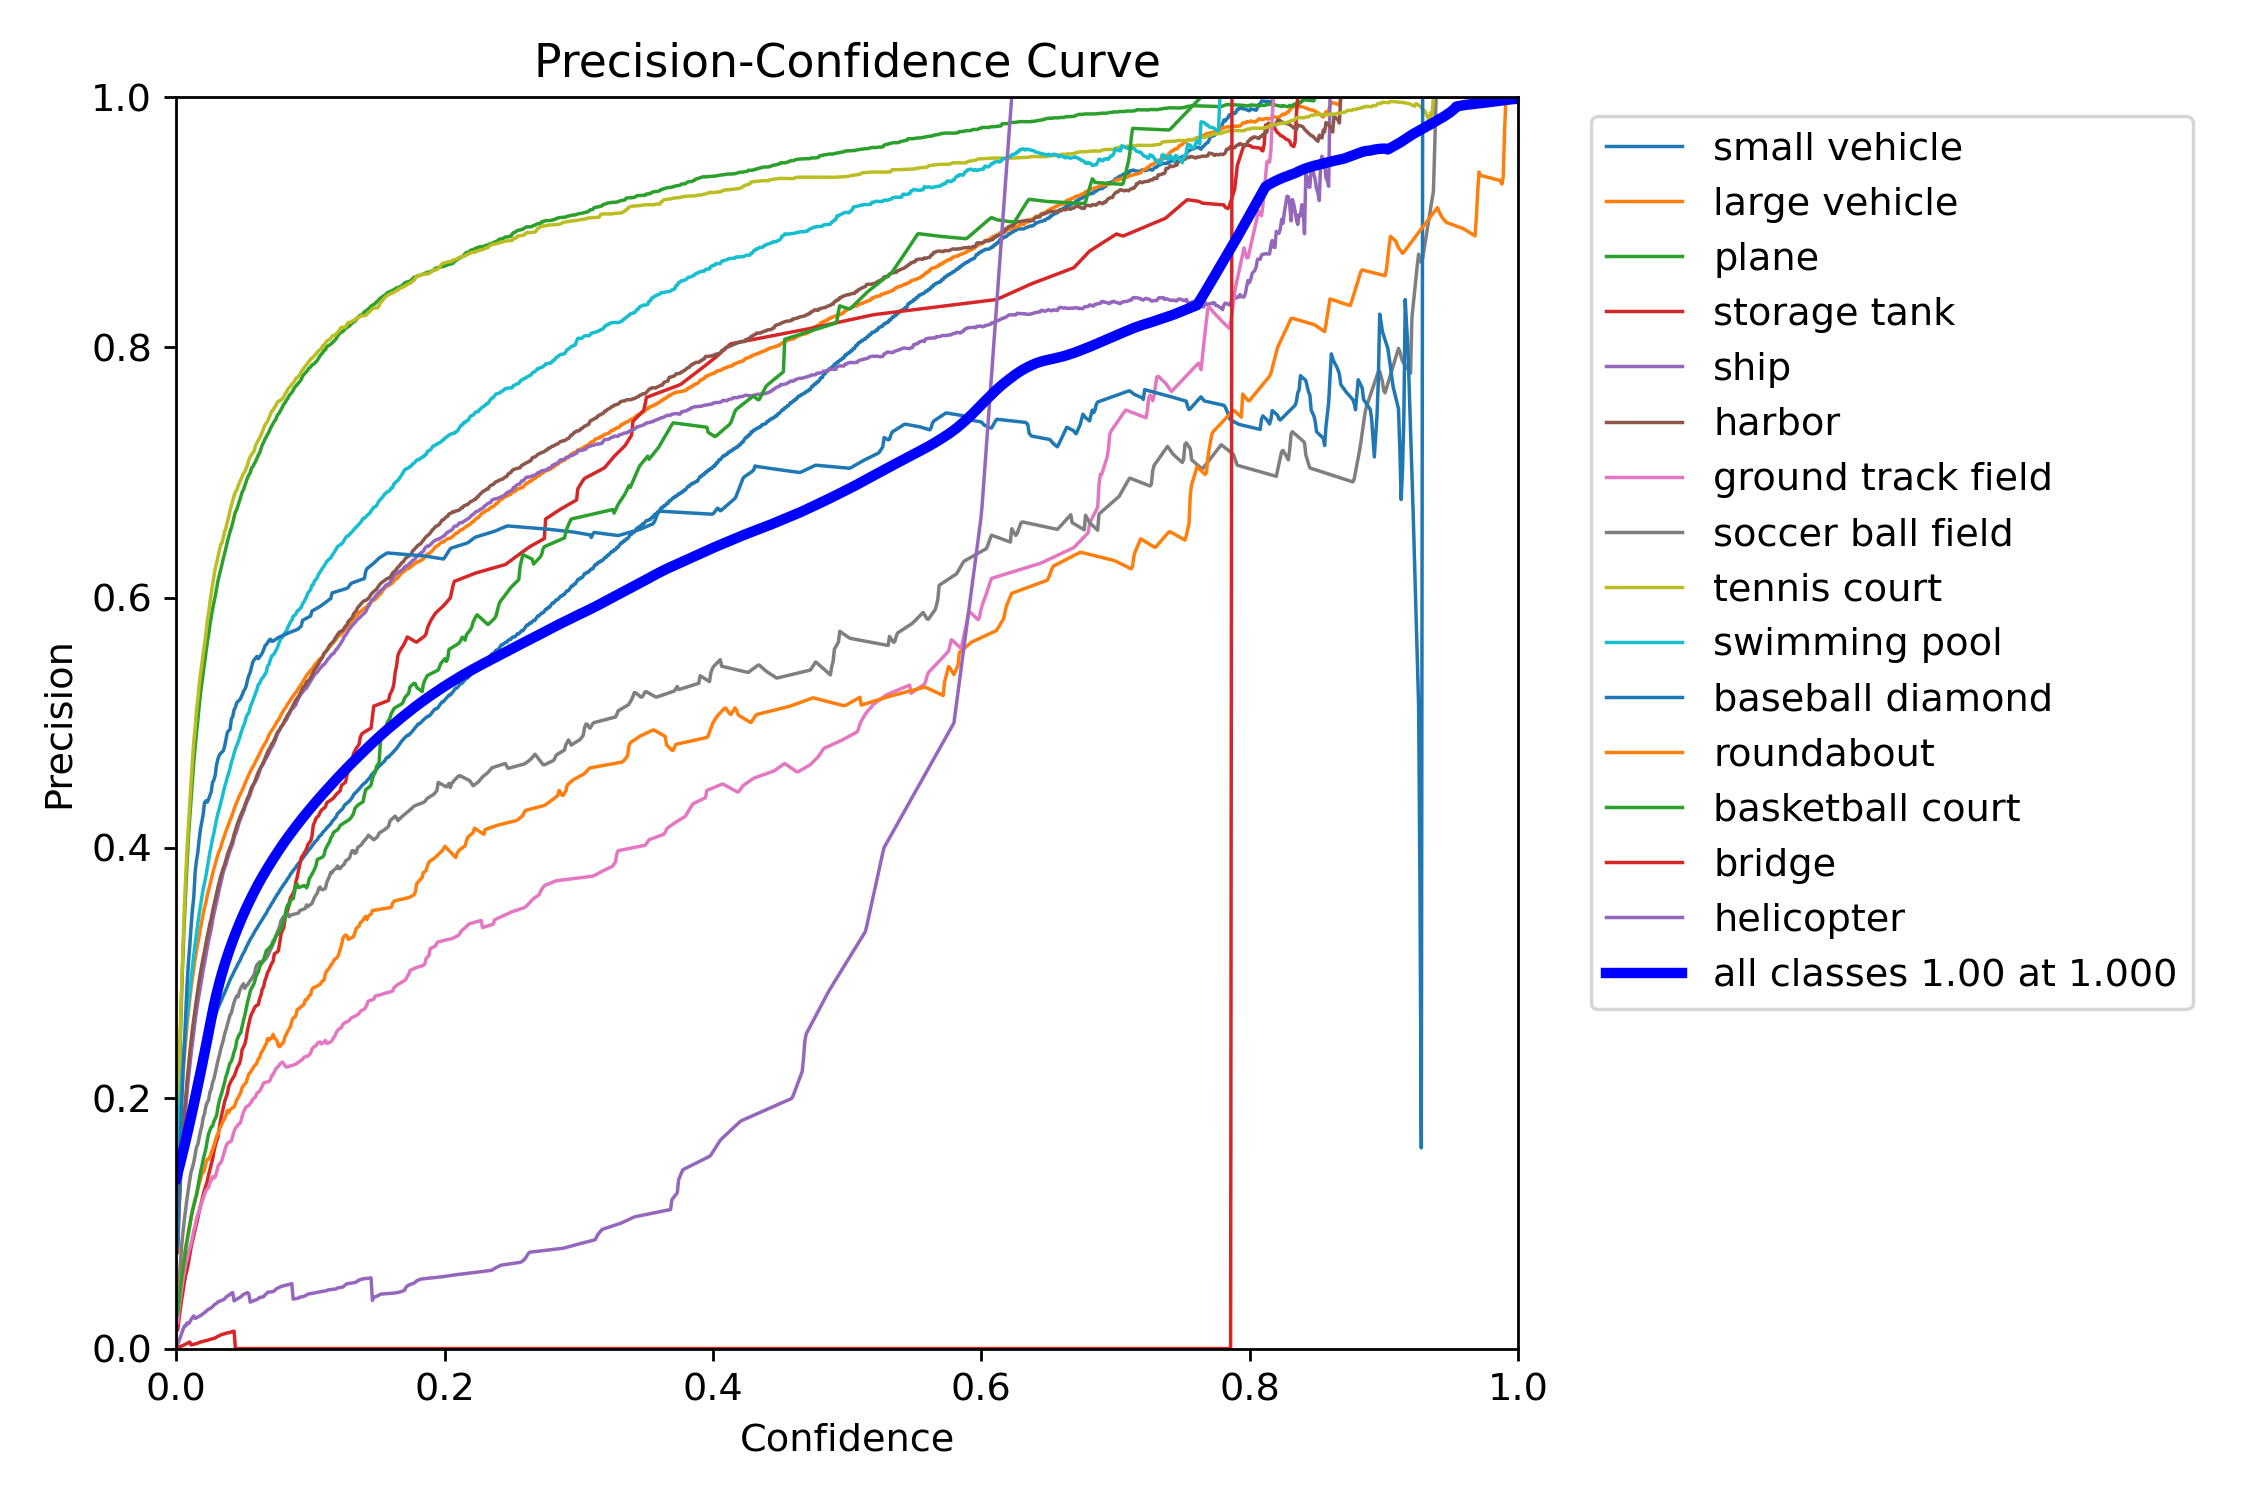 Precision-Confidence Curve
1.0
0.8
0.6
0.4
0.2
0.0
Precision
0.0 0.2 0.4 0.6 0.8 1.0
Confidence
small vehicle
large vehicle
plane
storage tank
ship
harbor
ground track field
soccer ball field
tennis court
swimming pool
baseball diamond
roundabout
basketball court
bridge
helicopter
all classes 1.00 at 1.000